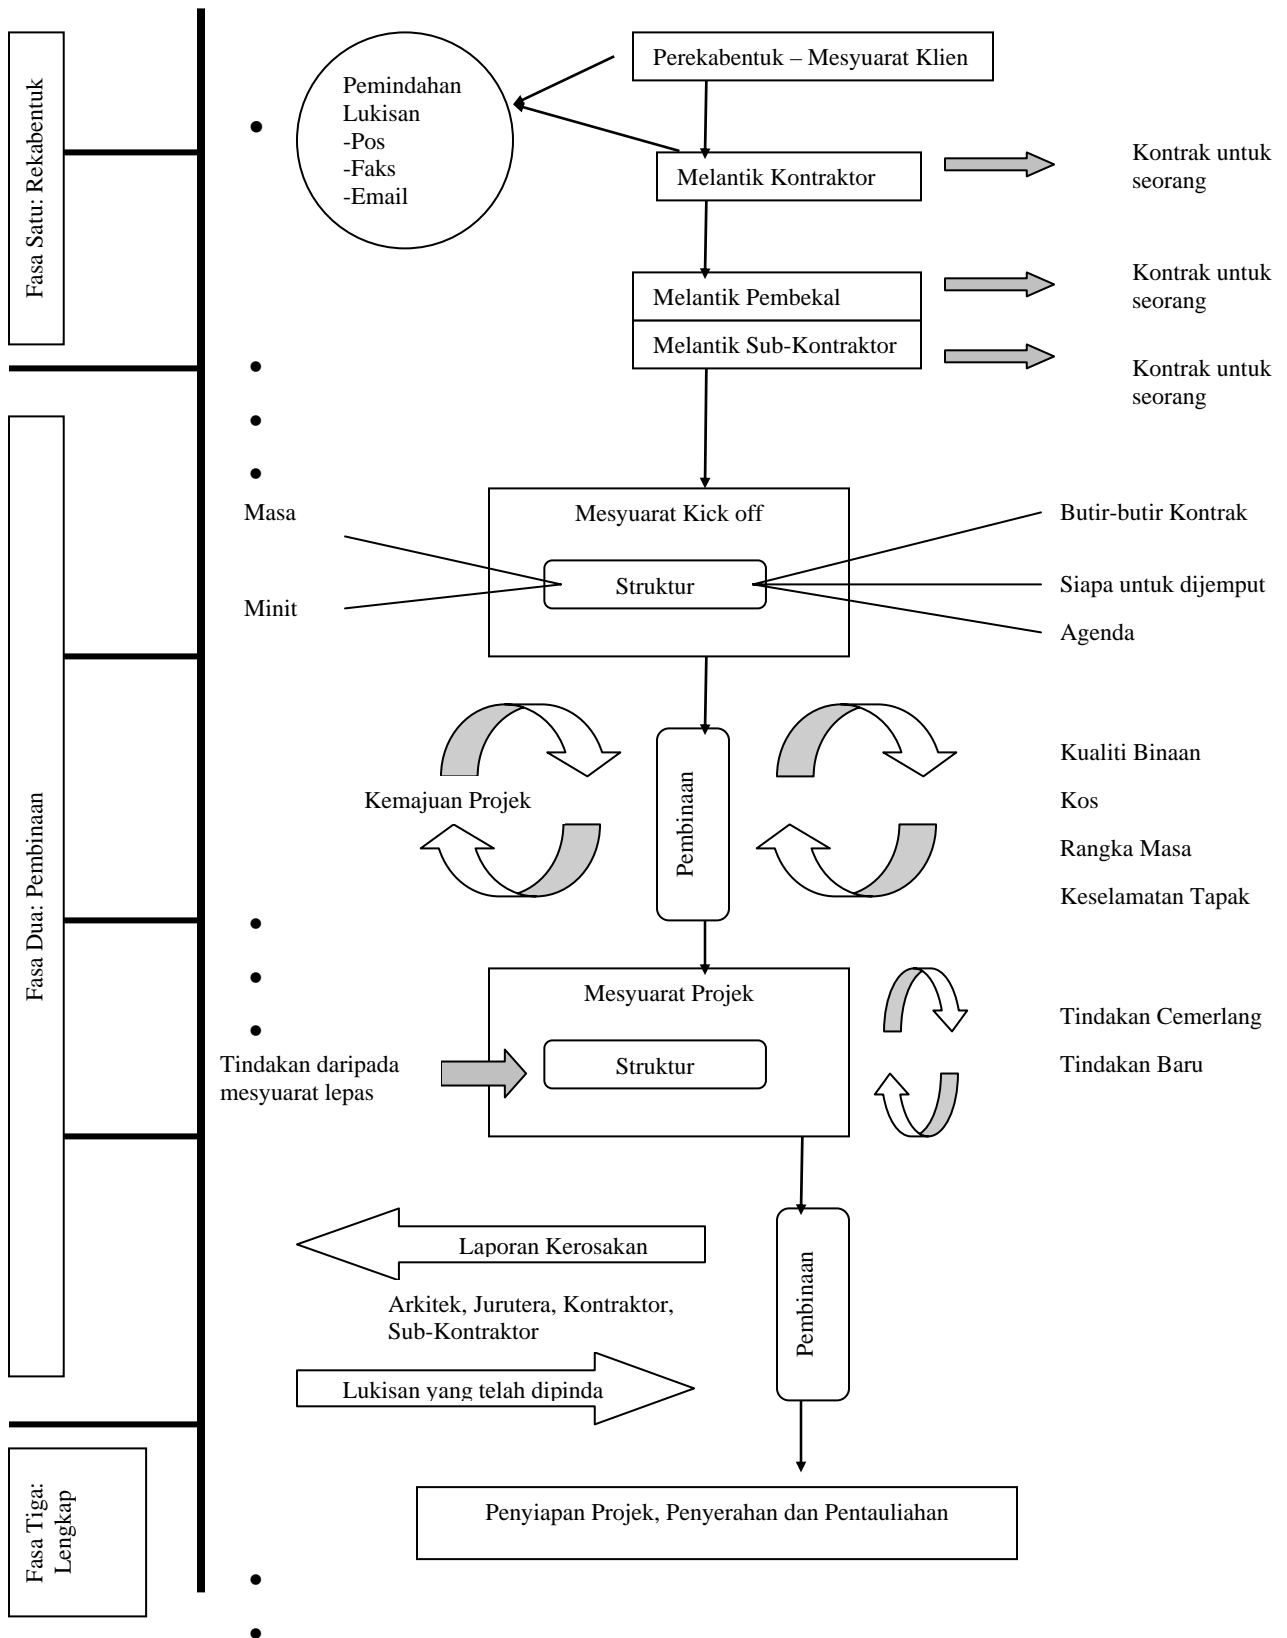 Fasa Satu: Rekabentuk
Pemindahan
Lukisan
-Pos
-Faks
-Email
Perekabentuk – Mesyuarat Klien
Melantik Kontraktor
Kontrak untuk
seorang
Melantik Pembekal
Kontrak untuk
seorang
Melantik Sub-Kontraktor
Kontrak untuk
seorang
Fasa Dua: Pembinaan
Masa
Minit
Mesyuarat Kick off
Struktur
Butir-butir Kontrak
Siapa untuk dijemput
Agenda
Kemajuan Projek
Pembinaan
Kualiti Binaan
Kos
Rangka Masa
Keselamatan Tapak
Mesyuarat Projek
Struktur
Tindakan daripada
mesyuarat lepas
Tindakan Cemerlang
Tindakan Baru
Laporan Kerosakan
Arkitek, Jurutera, Kontraktor,
Sub-Kontraktor
Lukisan yang telah dipinda
Pembinaan
Fasa Tiga:
Lengkap
Penyiapan Projek, Penyerahan dan Pentauliahan